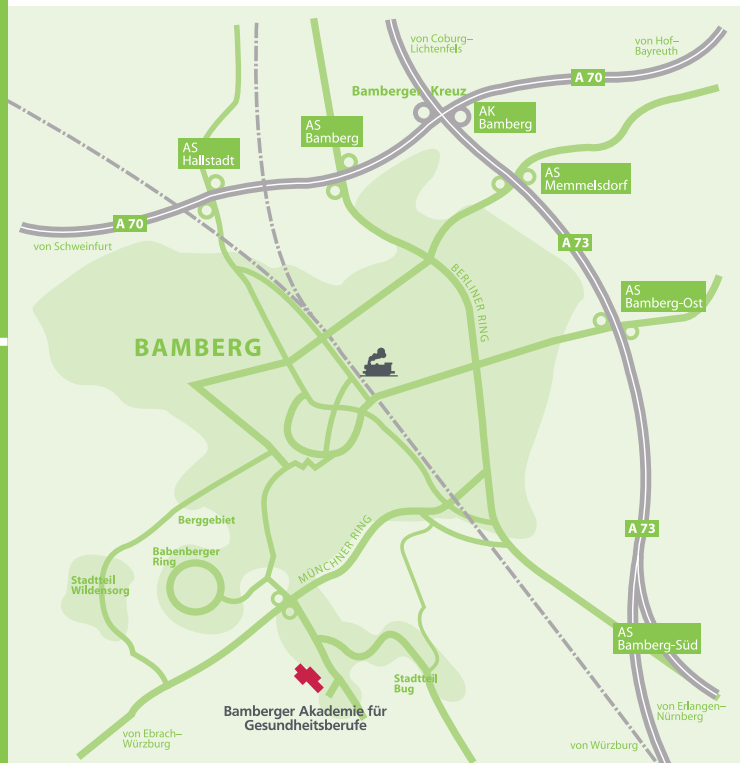 von Coburg–
Lichtenfels
von Hof–
Bayreuth
A 70
Bamberger Kreuz
AK
Bamberg
AS
Bamberg
AS
Hallstadt
AS
Memmelsdorf
A 70
von Schweinfurt
A 73
BERLINER RING
AS
Bamberg-Ost
BAMBERG
Berggebiet
MÜNCHNER RING
A 73
Babenberger
Ring
Stadtteil
Wildensorg
AS
Bamberg-Süd
Stadtteil
Bug
Bamberger Akademie für
Gesundheitsberufe
von Erlangen–
Nürnberg
von Ebrach–
Würzburg
von Würzburg